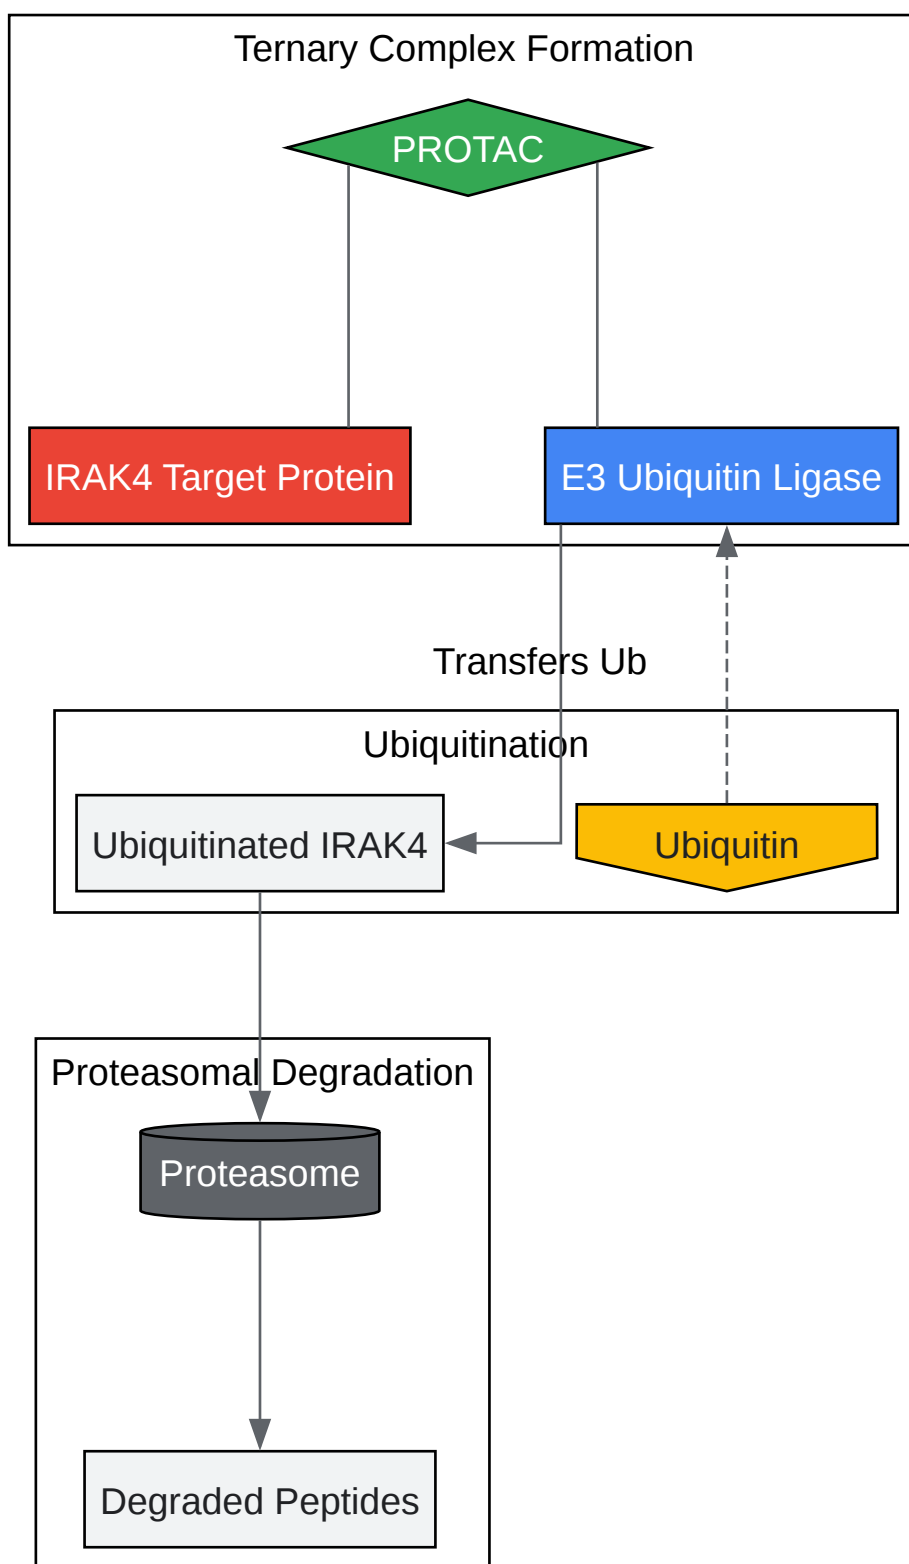 Ternary Complex Formation
PROTAC
IRAK4 Target Protein
E3 Ubiquitin Ligase
Transfers Ub
Ubiquitination
Ubiquitinated IRAK4
Ubiquitin
Proteasomal Degradation
Proteasome
Degraded Peptides